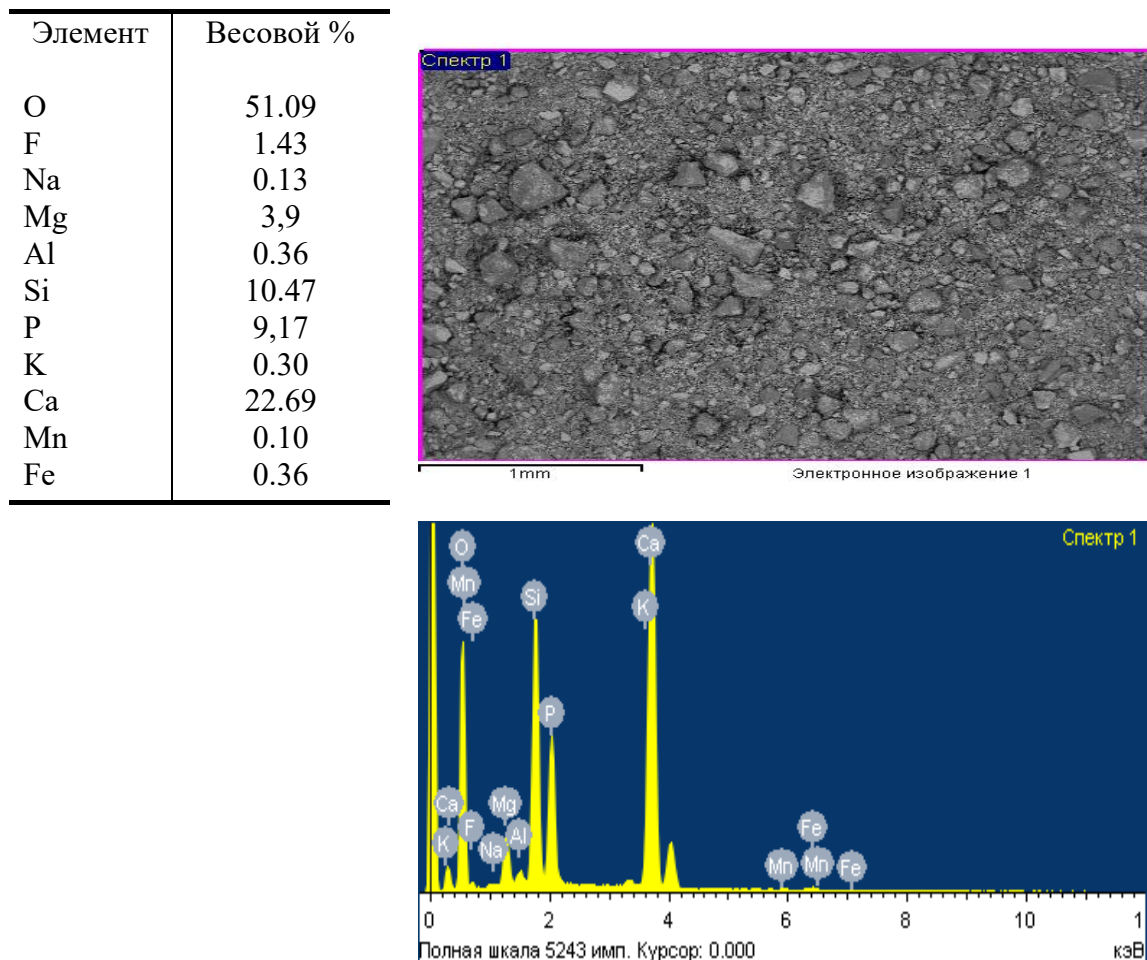 Элемент Весовой %
O 51.09
F 1.43
Na 0.13
Mg 3,9
Al 0.36
Si 10.47
P 9,17
K 0.30
Ca 22.69
Mn 0.10
Fe 0.36
Спектр 1
1mm Электронное изображение 1
Спектр 1
O
Ca
Mn
Si
K
Fe
P
Ca
Mg
F
Al
Fe
K
Na
Mn
Mn
Fe
0 2 4 6 8 10 1
Полная шкала 5243 имп. Курсор: 0.000 кэВ